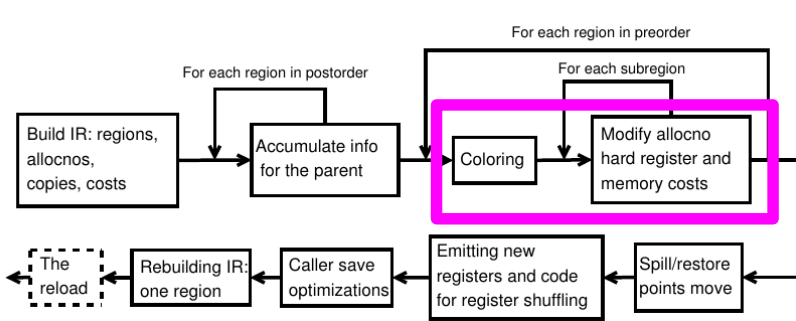 For each region in preorder
For each region in postorder
For each subregion
Build IR: regions,
allocnos,
copies, costs
Accumulate info
for the parent
Coloring
Modify allocno
hard register and
memory costs
The
reload
Rebuilding IR:
one region
Caller save
optimizations
Emitting new
registers and code
for register shuffling
Spill/restore
points move